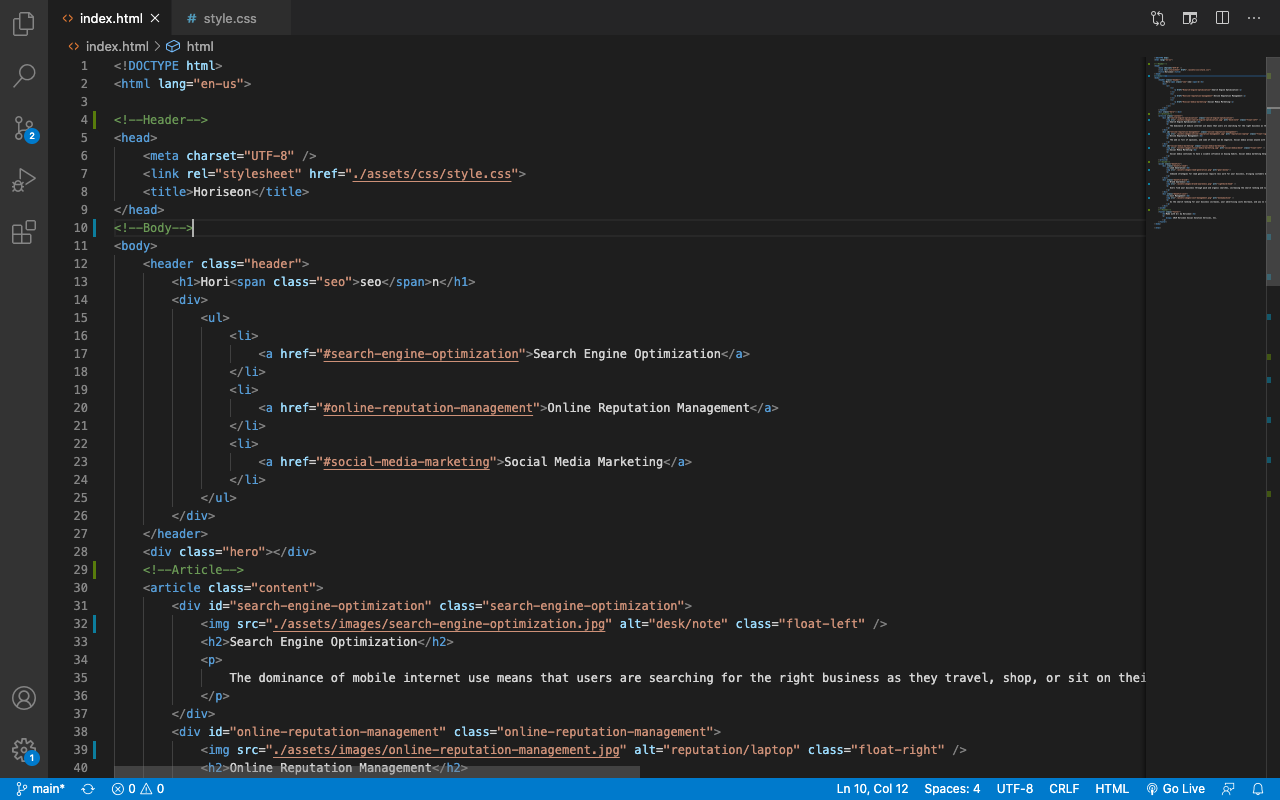 index.html
# style.css
index.html > html
1 <!DOCTYPE html>
2 <html lang="en-us">
3
4 <!--Header-->
5 <head>
6 <meta charset="UTF-8" />
7 <link rel="stylesheet" href="./assets/css/style.css">
8 <title>Horiseon</title>
9 </head>
10 <!--Body-->
11 <body>
12 <header class="header">
13 <h1>Hori<span class="seo">seo</span>n</h1>
14 <div>
15 <ul>
16 <li>
17 <a href="#search-engine-optimization">Search Engine Optimization</a>
18 </li>
19 <li>
20 <a href="#online-reputation-management">Online Reputation Management</a>
21 </li>
22 <li>
23 <a href="#social-media-marketing">Social Media Marketing</a>
24 </li>
25 </ul>
26 </div>
27 </header>
28 <div class="hero"></div>
29 <!--Article-->
30 <article class="content">
31 <div id="search-engine-optimization" class="search-engine-optimization">
32 <img src="./assets/images/search-engine-optimization.jpg" alt="desk/note" class="float-left" />
33 <h2>Search Engine Optimization</h2>
34 <p>
35 The dominance of mobile internet use means that users are searching for the right business as they travel, shop, or sit on thei
36 </p>
37 </div>
38 <div id="online-reputation-management" class="online-reputation-management">
39 <img src="./assets/images/online-reputation-management.jpg" alt="reputation/laptop" class="float-right" />
40 <h2>Online Reputation Management</h2>
2
1
main* 0 0 Ln 10, Col 12 Spaces: 4 UTF-8 CRLF HTML Go Live